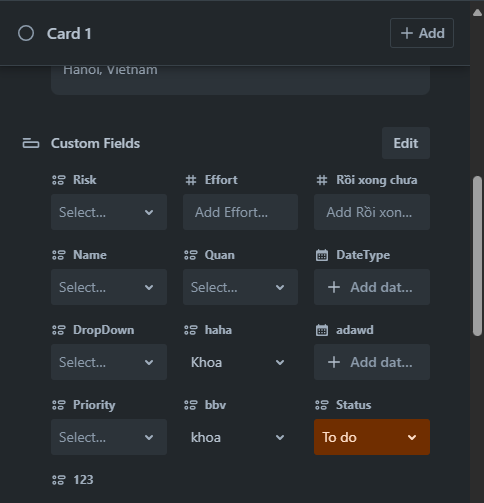 Card 1
+ Add
Hanoi, Vietnam
Custom Fields
Edit
Risk
Effort
Rồi xong chưa
Select...
Add Effort...
Add Rồi xon...
Name
Quan
DateType
Select...
Select...
+ Add dat...
DropDown
haha
adawd
Select...
Khoa
+ Add dat...
Priority
bbv
Status
Select...
khoa
To do
123